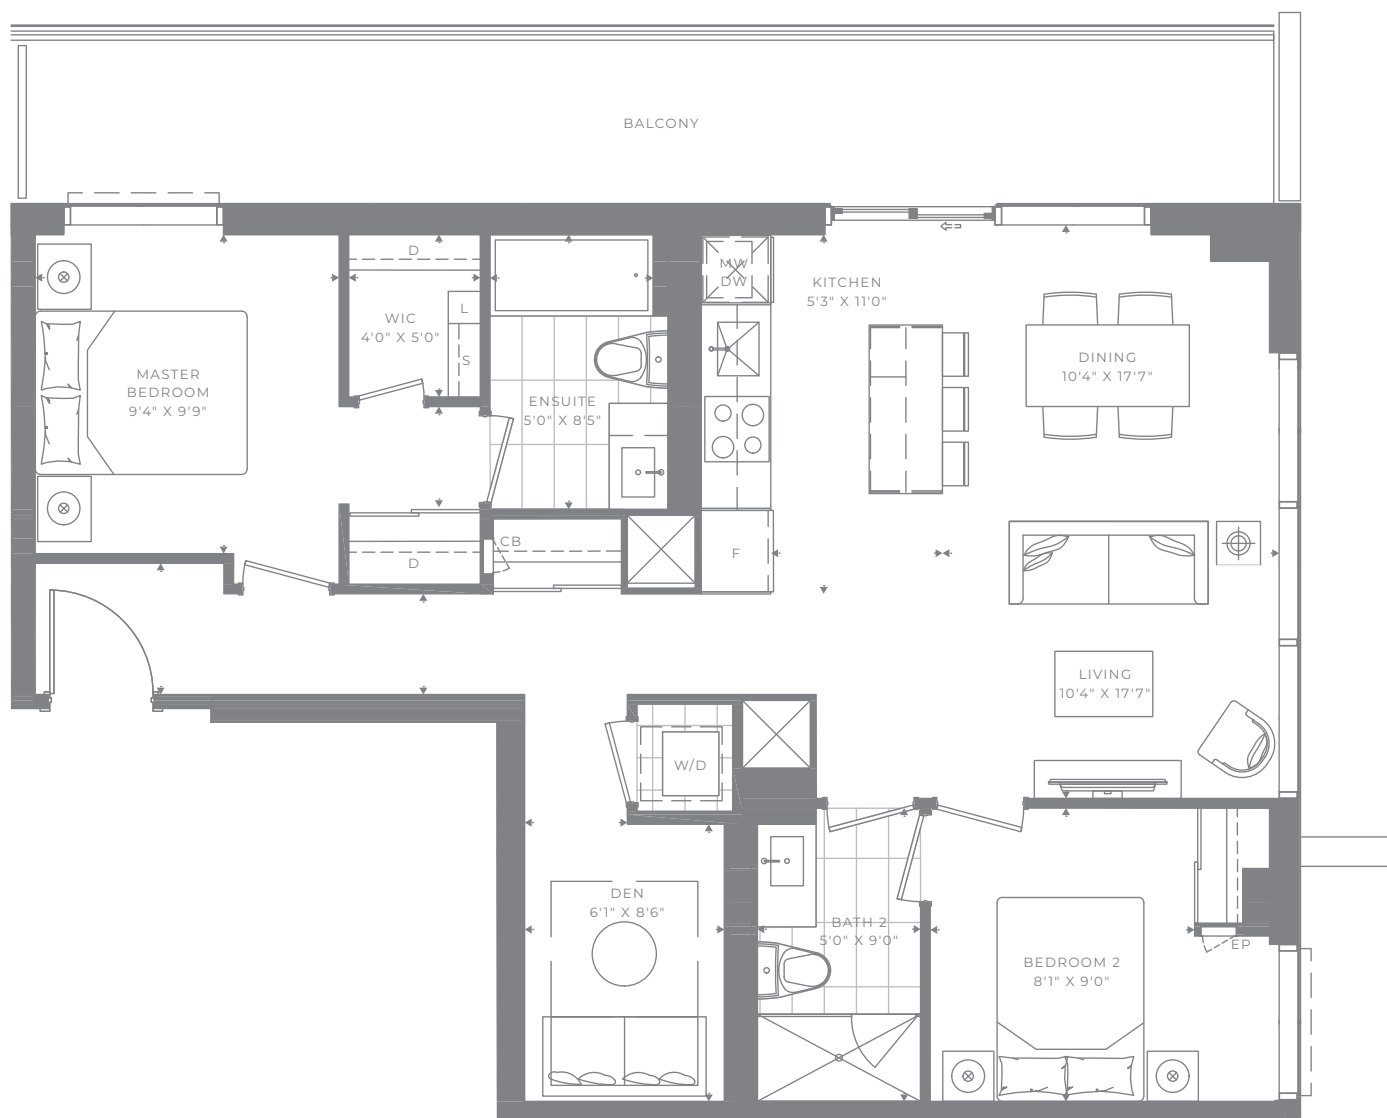 BALCONY
D
MW
DW
KITCHEN
5'3" X 11'0"
L
WIC
4'0" X 5'0"
S
DINING
10'4" X 17'7"
MASTER
BEDROOM
9'4" X 9'9"
ENSUITE
5'0" X 8'5"
CB
D
F
LIVING
10'4" X 17'7"
W/D
DEN
6'1" X 8'6"
BATH 2
5'0" X 9'0"
EP
BEDROOM 2
8'1" X 9'0"